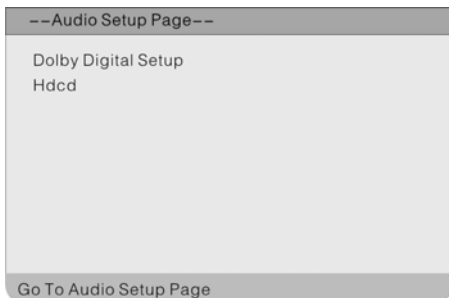 --Audio Setup Page--
Dolby Digital Setup
Hdcd
Go To Audio Setup Page